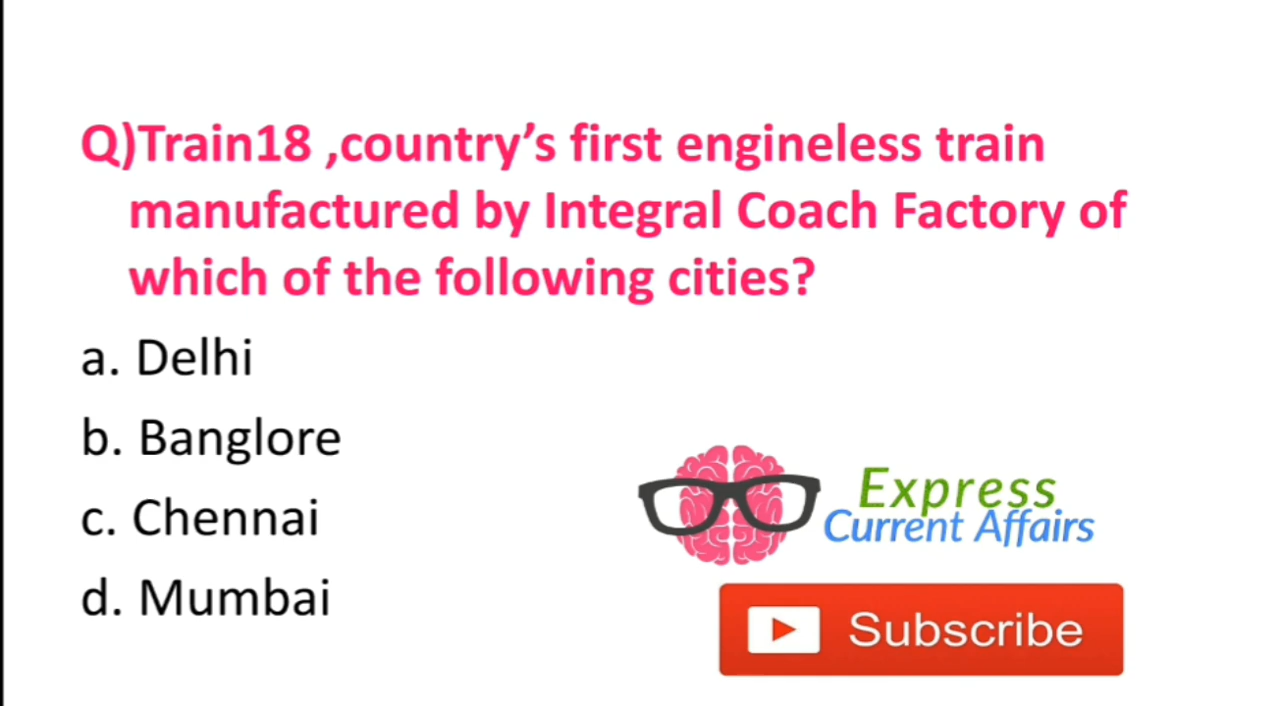 Q)Train18 ,country’s first engineless train
manufactured by Integral Coach Factory of
which of the following cities?
a. Delhi
b. Banglore
c. Chennai
d. Mumbai
Express
Current Affairs
Subscribe